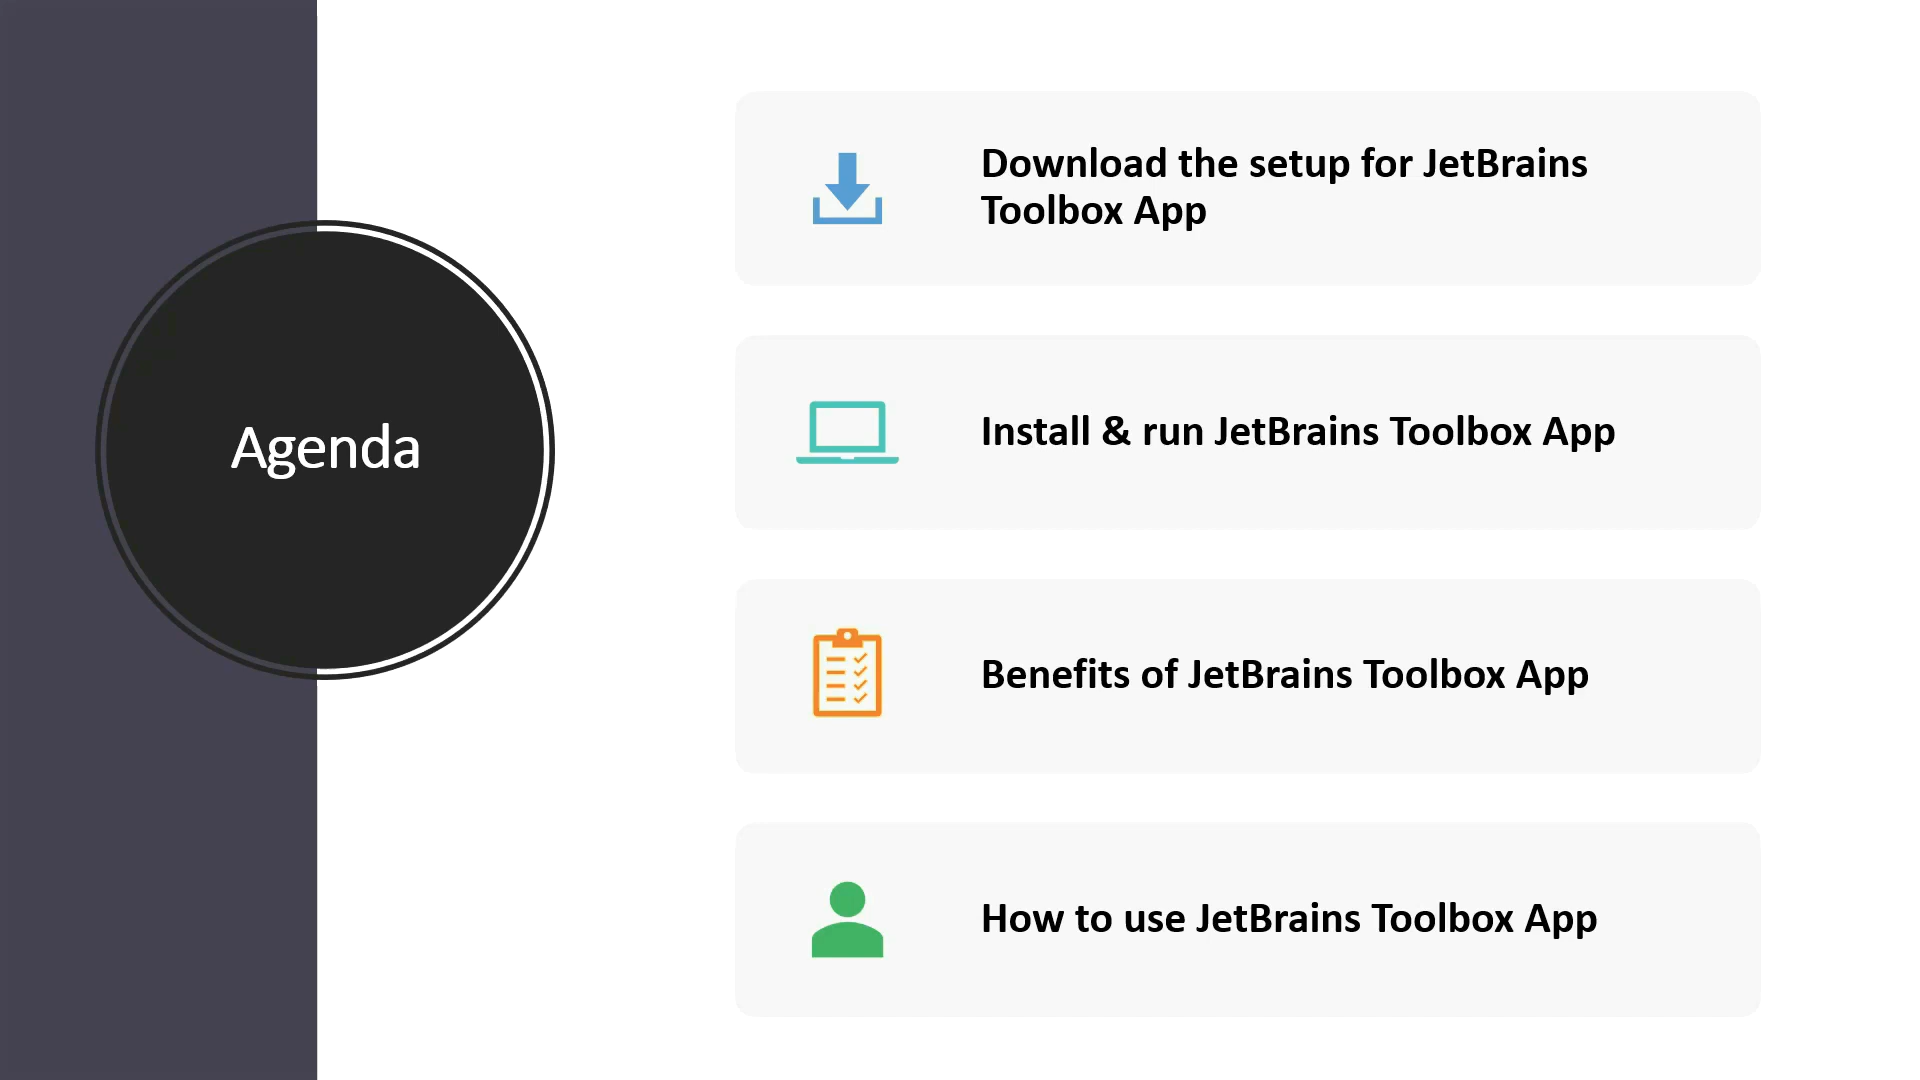 Agenda
Download the setup for JetBrains
Toolbox App
Install & run JetBrains Toolbox App
Benefits of JetBrains Toolbox App
How to use JetBrains Toolbox App